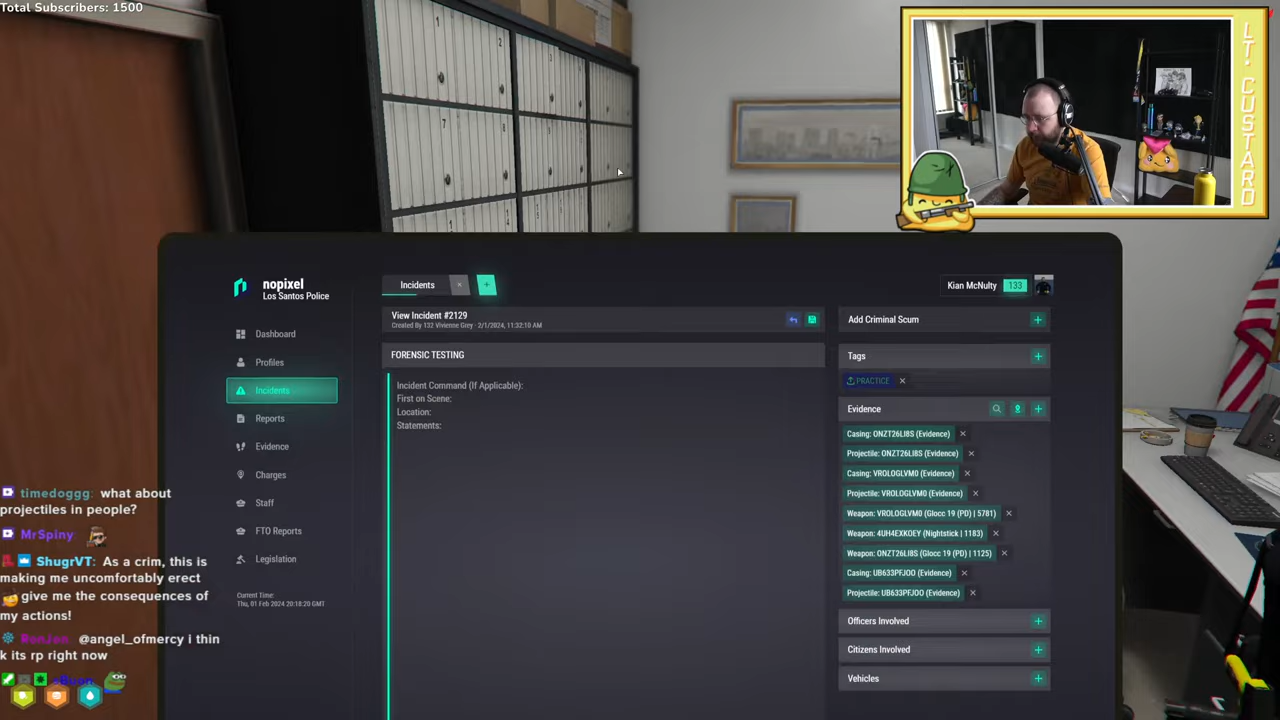 Total Subscribers: 1500
LT. CUSTARD
nopixel
Los Santos Police
Dashboard
Profiles
Incidents
Reports
Evidence
Charges
Staff
FTO Reports
Legislation
Current Time:
Thu, 01 Feb 2024 20:18:20 GMT
Incidents
Kian McNulty 133
View Incident #2129
Created By 132 Vivienne Grey - 2/1/2024, 11:32:10 AM
FORENSIC TESTING
Incident Command (If Applicable):
First on Scene:
Location:
Statements:
Add Criminal Scum
Tags
PRACTICE
Evidence
Casing: ONZT26LI8S (Evidence)
Projectile: ONZT26LI8S (Evidence)
Casing: VROLOGLVM0 (Evidence)
Projectile: VROLOGLVM0 (Evidence)
Weapon: VROLOGLVM0 (Glocc 19 (PD) | 5781)
Weapon: 4UH4EXKOEY (Nightstick | 1183)
Weapon: ONZT26LI8S (Glocc 19 (PD) | 1125)
Casing: UB633PFJOO (Evidence)
Projectile: UB633PFJOO (Evidence)
Officers Involved
Citizens Involved
Vehicles
timedoggg: what about
projectiles in people?
MrSpiny:
ShugrVT: As a crim, this is
making me uncomfortably erect
give me the consequences of
my actions!
RonJon: @angel_ofmercy i thin
k its rp right now